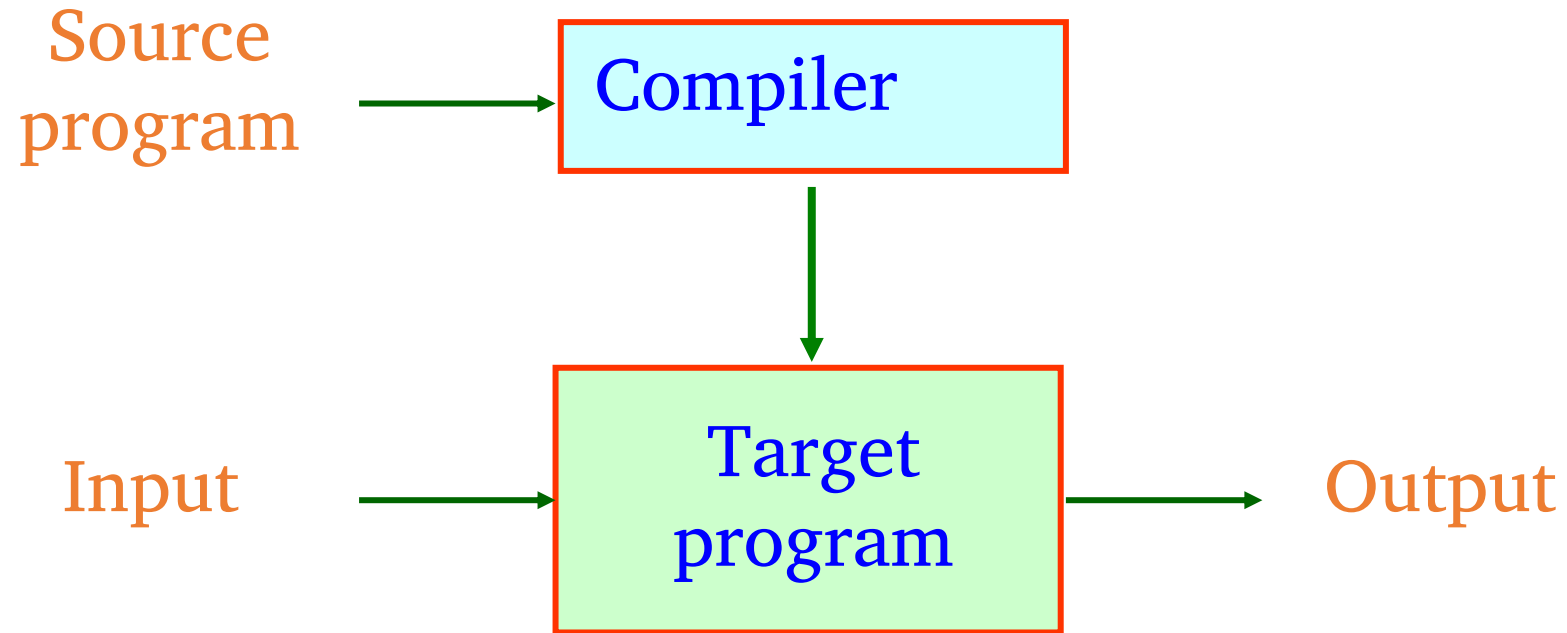 Source
program
Compiler
Input
Target
program
Output